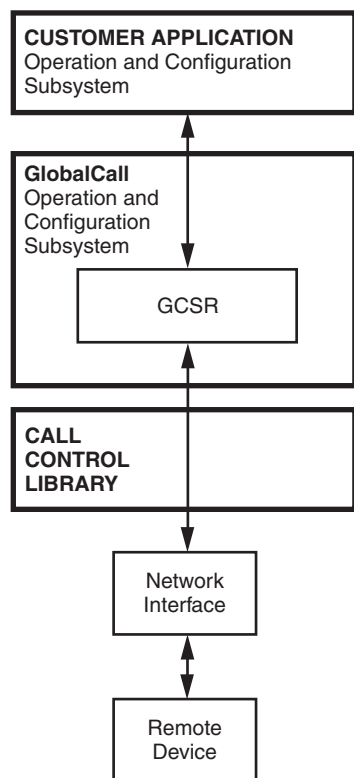 CUSTOMER APPLICATION
Operation and Configuration
Subsystem
GlobalCall
Operation and
Configuration
Subsystem
GCSR
CALL
CONTROL
LIBRARY
Network
Interface
Remote
Device